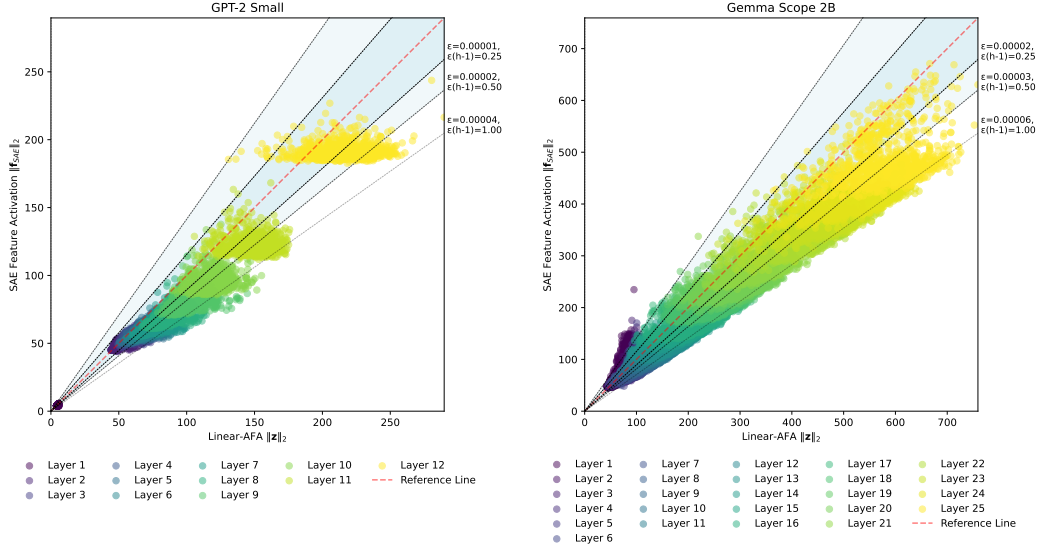 GPT-2 Small
SAE Feature Activation ‖f_SAE‖₂
250
200
150
100
50
0
0 50 100 150 200 250
Linear-AFA ‖z‖₂
ε=0.00001,
ε(h-1)=0.25
ε=0.00002,
ε(h-1)=0.50
ε=0.00004,
ε(h-1)=1.00
Layer 1 Layer 4 Layer 7 Layer 10 Layer 12
Layer 2 Layer 5 Layer 8 Layer 11 Reference Line
Layer 3 Layer 6 Layer 9
Gemma Scope 2B
SAE Feature Activation ‖f_SAE‖₂
700
600
500
400
300
200
100
0
0 100 200 300 400 500 600 700
Linear-AFA ‖z‖₂
ε=0.00002,
ε(h-1)=0.25
ε=0.00003,
ε(h-1)=0.50
ε=0.00006,
ε(h-1)=1.00
Layer 1 Layer 7 Layer 12 Layer 17 Layer 22
Layer 2 Layer 8 Layer 13 Layer 18 Layer 23
Layer 3 Layer 9 Layer 14 Layer 19 Layer 24
Layer 4 Layer 10 Layer 15 Layer 20 Layer 25
Layer 5 Layer 11 Layer 16 Layer 21 Reference Line
Layer 6